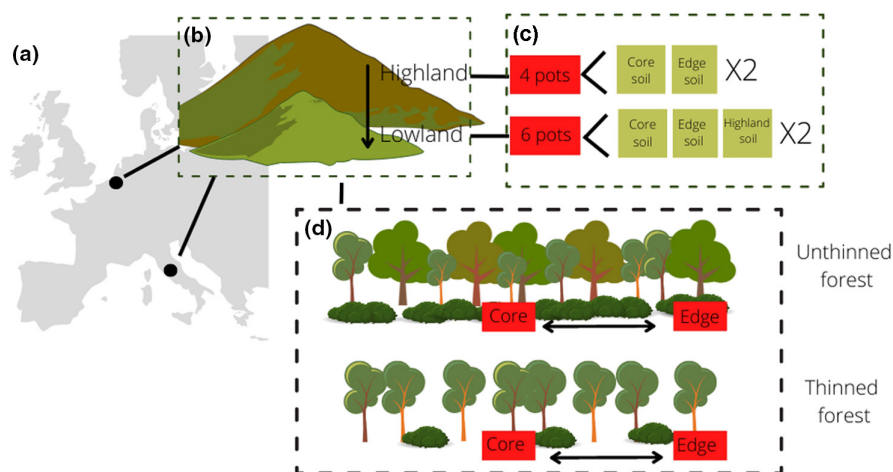 (a)
(b)
Highland
Lowland
(c)
4 pots
Core
soil
Edge
soil
X2
6 pots
Core
soil
Edge
soil
Highland
soil
X2
(d)
Core
Edge
Unthinned
forest
Core
Edge
Thinned
forest